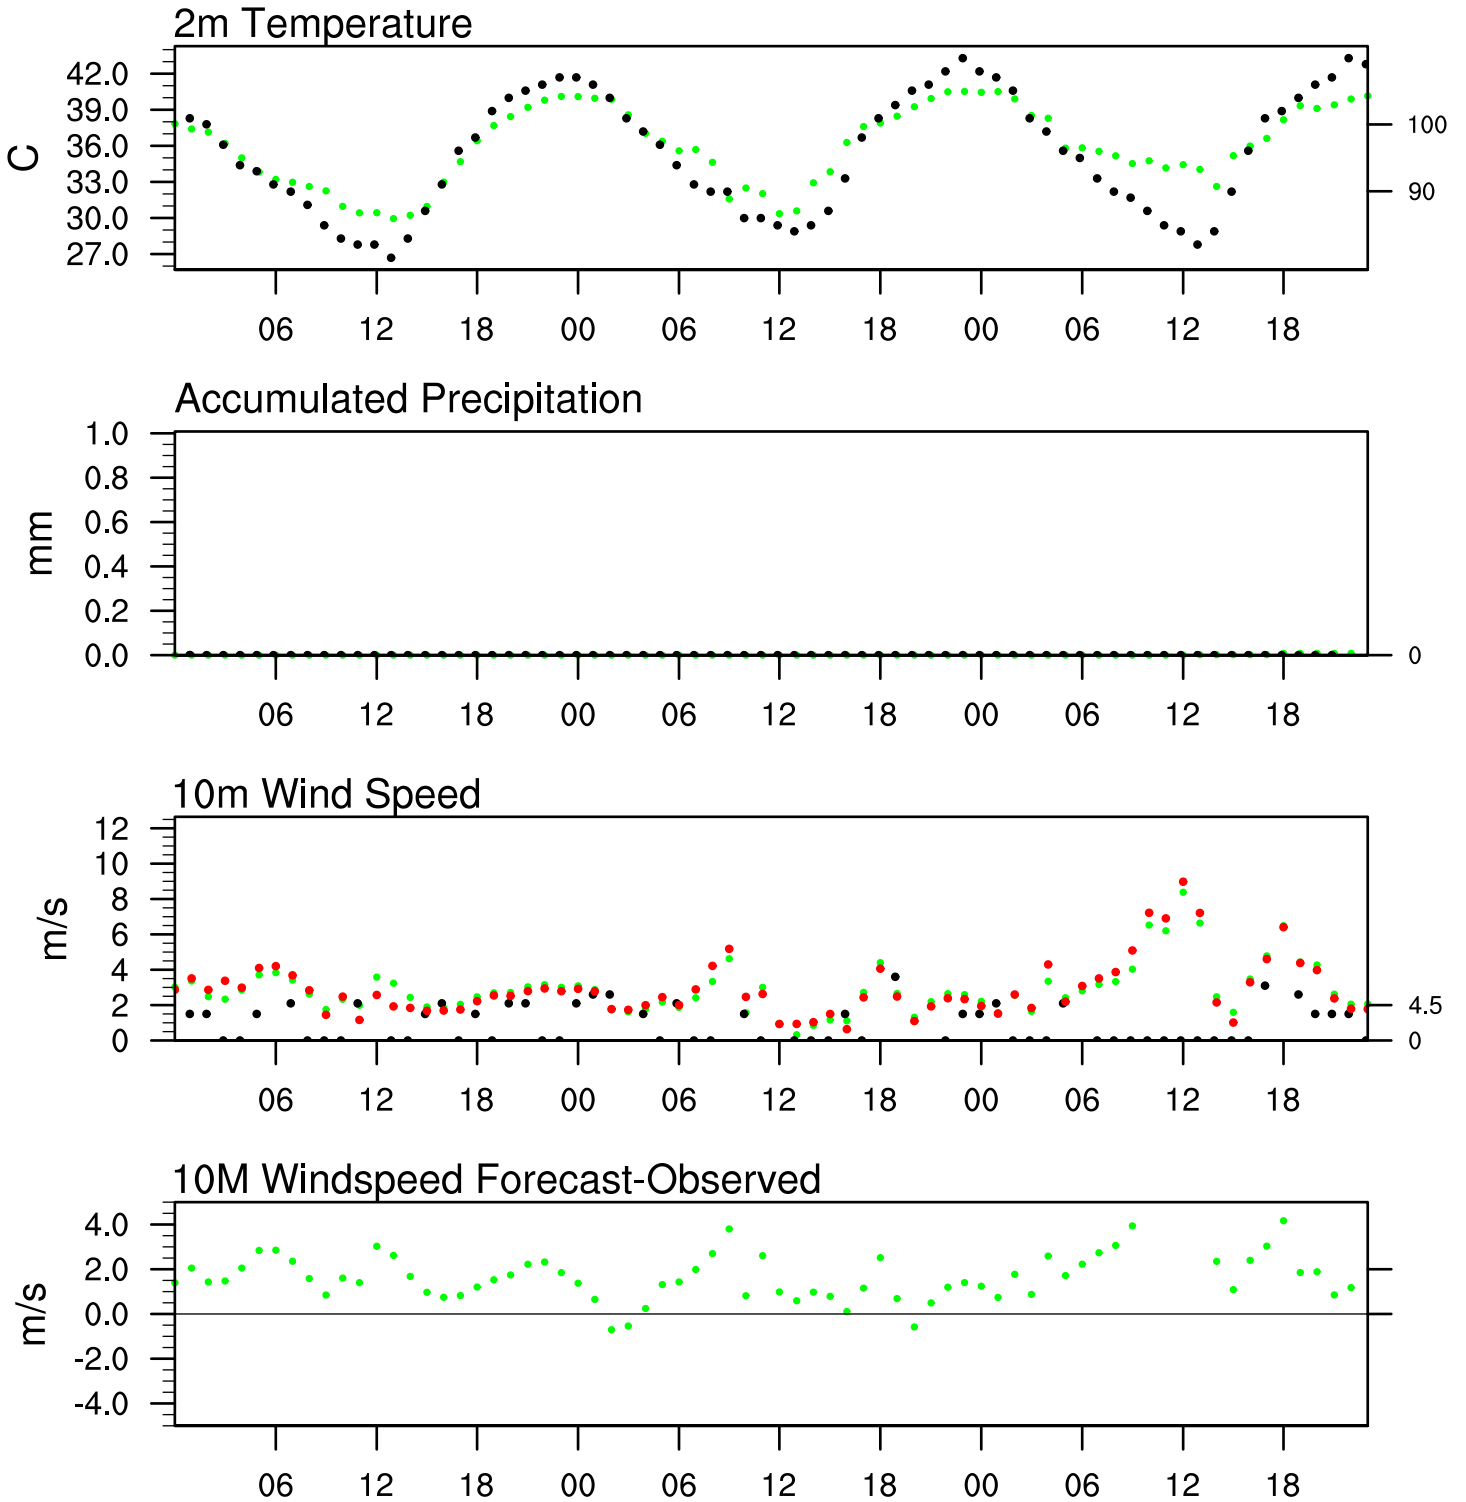 2m Temperature
42.0
39.0
36.0
33.0
30.0
27.0
C
100
90
06 12 18 00 06 12 18 00 06 12 18
Accumulated Precipitation
1.0
0.8
0.6
0.4
0.2
0.0
mm
0
06 12 18 00 06 12 18 00 06 12 18
10m Wind Speed
12
10
8
6
4
2
0
m/s
4.5
0
06 12 18 00 06 12 18 00 06 12 18
10M Windspeed Forecast-Observed
4.0
2.0
0.0
-2.0
-4.0
m/s
06 12 18 00 06 12 18 00 06 12 18